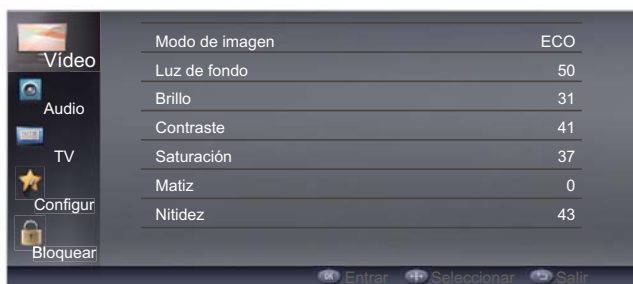 Vídeo
Audio
TV
Configur
Bloquear
Modo de imagen ECO
Luz de fondo 50
Brillo 31
Contraste 41
Saturación 37
Matiz 0
Nitidez 43
OK Entrar Seleccionar Salir